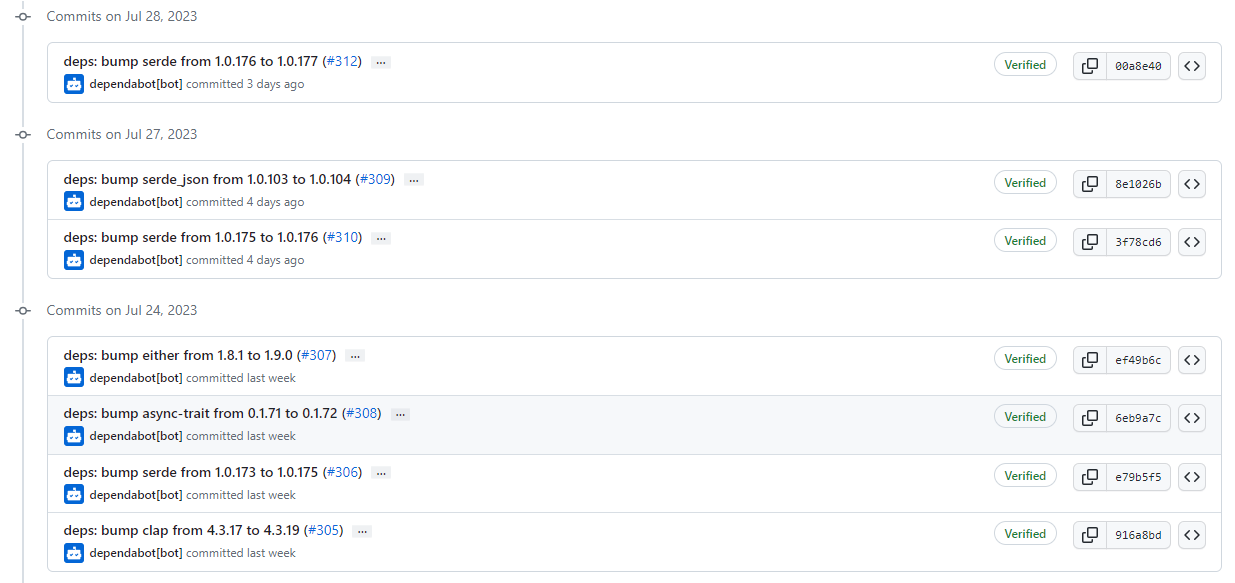 Commits on Jul 28, 2023
deps: bump serde from 1.0.176 to 1.0.177 (#312) ...
Verified
00a8e40
dependabot[bot] committed 3 days ago
Commits on Jul 27, 2023
deps: bump serde_json from 1.0.103 to 1.0.104 (#309) ...
Verified
8e1026b
dependabot[bot] committed 4 days ago
deps: bump serde from 1.0.175 to 1.0.176 (#310) ...
Verified
3f78cd6
dependabot[bot] committed 4 days ago
Commits on Jul 24, 2023
deps: bump either from 1.8.1 to 1.9.0 (#307) ...
Verified
ef49b6c
dependabot[bot] committed last week
deps: bump async-trait from 0.1.71 to 0.1.72 (#308) ...
Verified
6eb9a7c
dependabot[bot] committed last week
deps: bump serde from 1.0.173 to 1.0.175 (#306) ...
Verified
e79b5f5
dependabot[bot] committed last week
deps: bump clap from 4.3.17 to 4.3.19 (#305) ...
Verified
916a8bd
dependabot[bot] committed last week